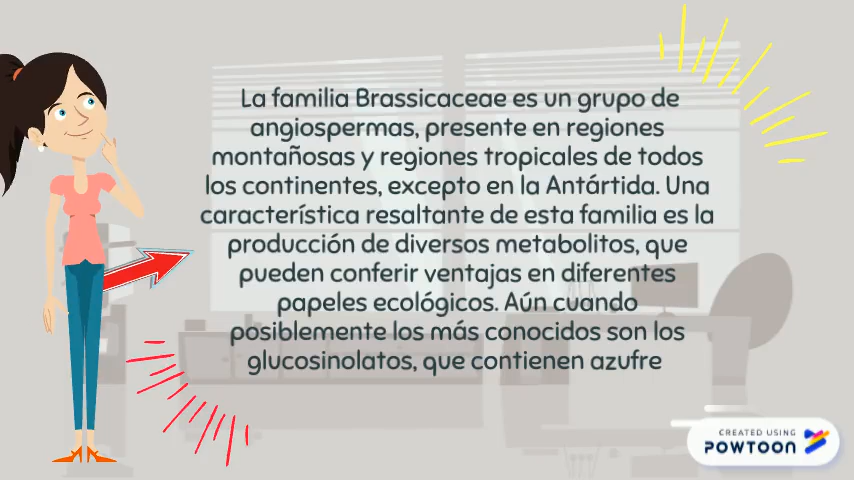 La familia Brassicaceae es un grupo de
angiospermas, presente en regiones
montañosas y regiones tropicales de todos
los continentes, excepto en la Antártida. Una
característica resaltante de esta familia es la
producción de diversos metabolitos, que
pueden conferir ventajas en diferentes
papeles ecológicos. Aún cuando
posiblemente los más conocidos son los
glucosinolatos, que contienen azufre
CREATED USING
POWTOON